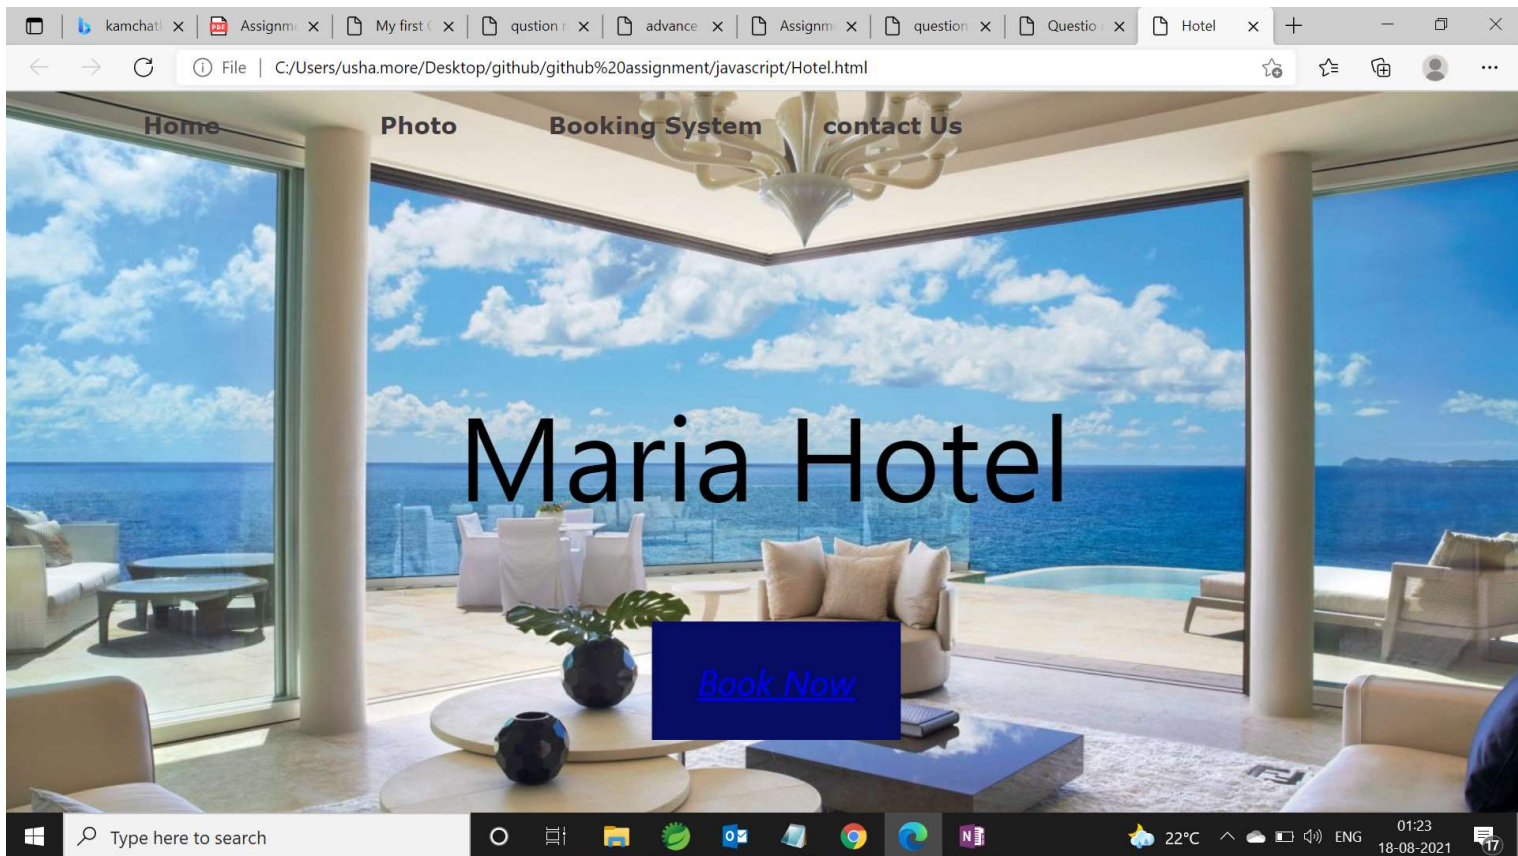 kamchat Assignm My first qustion advance Assignm question Questio Hotel
File C:/Users/usha.more/Desktop/github/github%20assignment/javascript/Hotel.html
Home Photo Booking System contact Us
Maria Hotel
Book Now
Type here to search
22°C ENG
01:23
18-08-2021
17